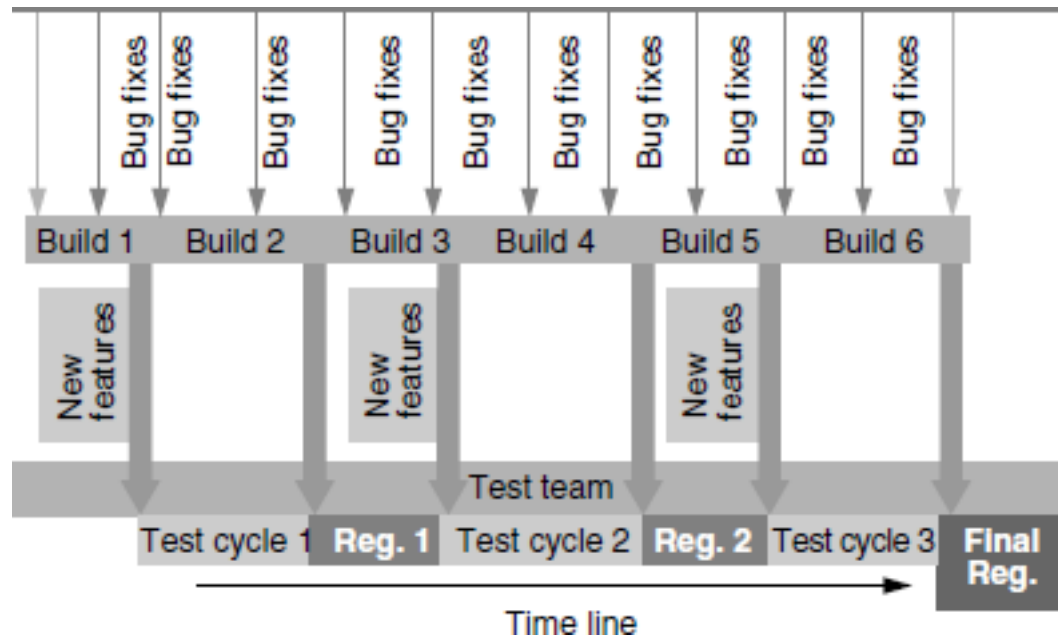 Bug fixes
Bug fixes
Bug fixes
Bug fixes
Bug fixes
Bug fixes
Bug fixes
Bug fixes
Bug fixes
Bug fixes
Build 1
Build 2
Build 3
Build 4
Build 5
Build 6
New
features
New
features
New
features
Test team
Test cycle 1
Reg. 1
Test cycle 2
Reg. 2
Test cycle 3
Final
Reg.
Time line